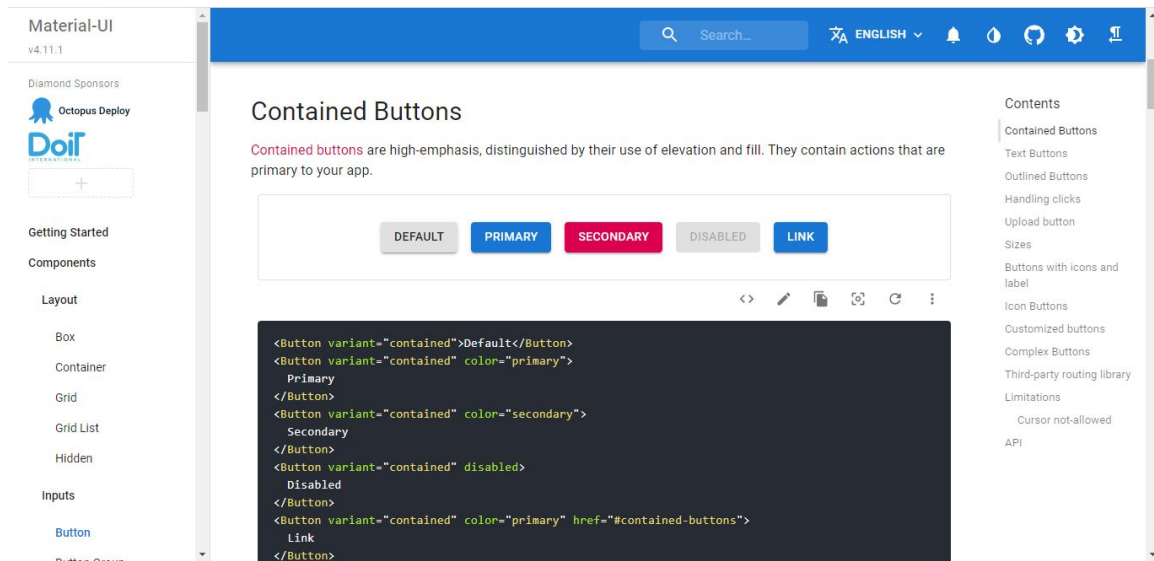 Material-UI
v4.11.1
Diamond Sponsors
Octopus Deploy
DoiT
INTERNATIONAL
Getting Started
Components
Layout
Box
Container
Grid
Grid List
Hidden
Inputs
Button
Button Group
Search…
ENGLISH
Contained Buttons
Contained buttons are high-emphasis, distinguished by their use of elevation and fill. They contain actions that are
primary to your app.
DEFAULT PRIMARY SECONDARY DISABLED LINK
<Button variant="contained">Default</Button>
<Button variant="contained" color="primary">
  Primary
</Button>
<Button variant="contained" color="secondary">
  Secondary
</Button>
<Button variant="contained" disabled>
  Disabled
</Button>
<Button variant="contained" color="primary" href="#contained-buttons">
  Link
</Button>
Contents
Contained Buttons
Text Buttons
Outlined Buttons
Handling clicks
Upload button
Sizes
Buttons with icons and
label
Icon Buttons
Customized buttons
Complex Buttons
Third-party routing library
Limitations
Cursor not-allowed
API